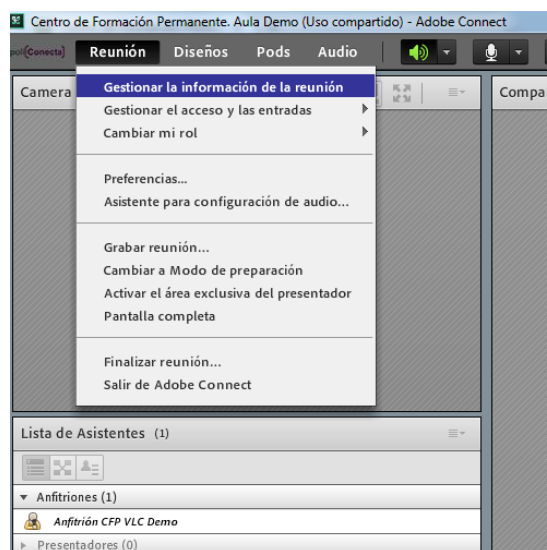 Centro de Formación Permanente. Aula Demo (Uso compartido) - Adobe Connect
poli[Conecta] Reunión Diseños Pods Audio
Camera
Compa
Gestionar la información de la reunión
Gestionar el acceso y las entradas
Cambiar mi rol
Preferencias...
Asistente para configuración de audio...
Grabar reunión...
Cambiar a Modo de preparación
Activar el área exclusiva del presentador
Pantalla completa
Finalizar reunión...
Salir de Adobe Connect
Lista de Asistentes (1)
Anfitriones (1)
Anfitrión CFP VLC Demo
Presentadores (0)